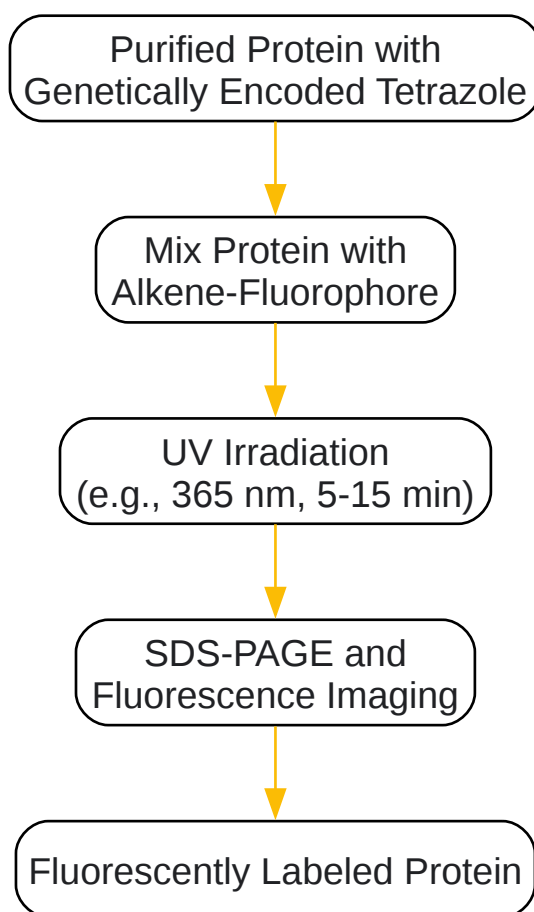 Purified Protein with
Genetically Encoded Tetrazole
Mix Protein with
Alkene-Fluorophore
UV Irradiation
(e.g., 365 nm, 5-15 min)
SDS-PAGE and
Fluorescence Imaging
Fluorescently Labeled Protein